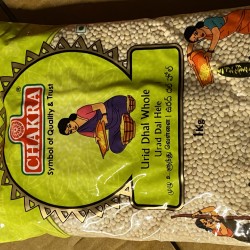 CHAKRA
Symbol of Quality & Trust
Urid Dhal Whole
Urad Dal Hele
1Kg